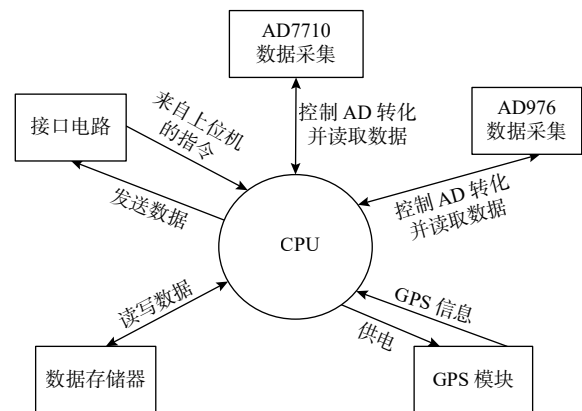 AD7710
数据采集
接口电路
来自上位机
的指令
控制 AD 转化
并读取数据
AD976
数据采集
发送数据
控制 AD 转化
并读取数据
CPU
读写数据
GPS 信息
供电
数据存储器
GPS 模块